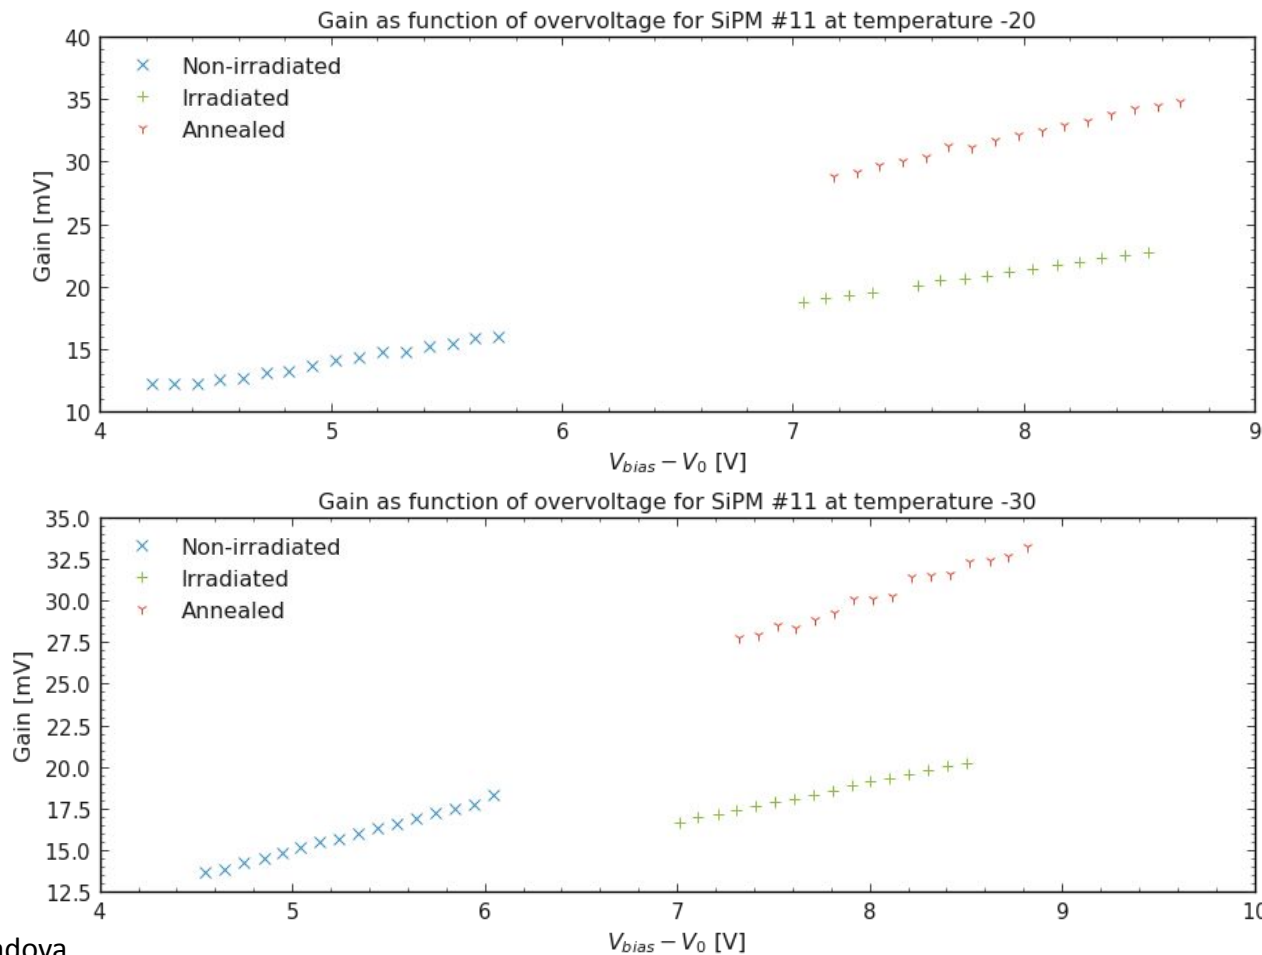 Gain as function of overvoltage for SiPM #11 at temperature -20
40
35
30
25
20
15
10
Gain [mV]
Non-irradiated
Irradiated
Annealed
4 5 6 7 8 9
V_bias − V_0 [V]
Gain as function of overvoltage for SiPM #11 at temperature -30
35.0
32.5
30.0
27.5
25.0
22.5
20.0
17.5
15.0
12.5
Gain [mV]
Non-irradiated
Irradiated
Annealed
4 5 6 7 8 9 10
V_bias − V_0 [V]